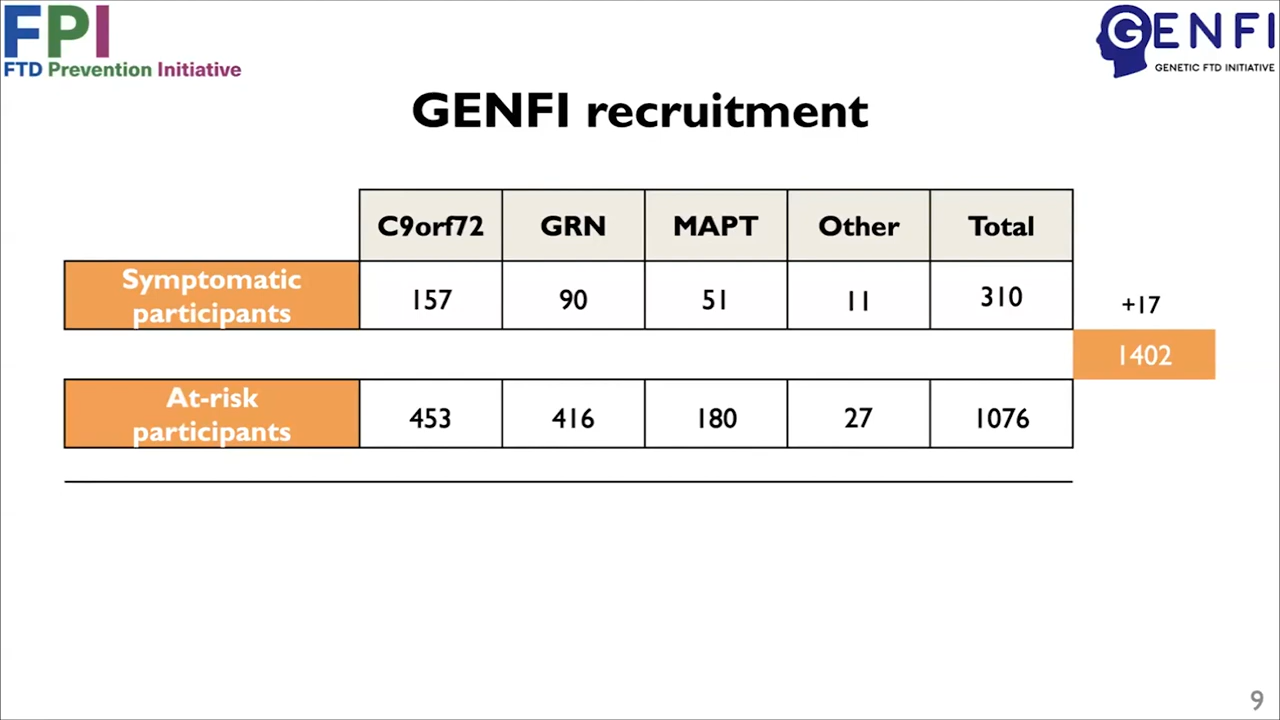 FPI
FTD Prevention Initiative
GENFI
GENETIC FTD INITIATIVE
GENFI recruitment
C9orf72 GRN MAPT Other Total
Symptomatic
participants
157 90 51 11 310
+17
1402
At-risk
participants
453 416 180 27 1076
9